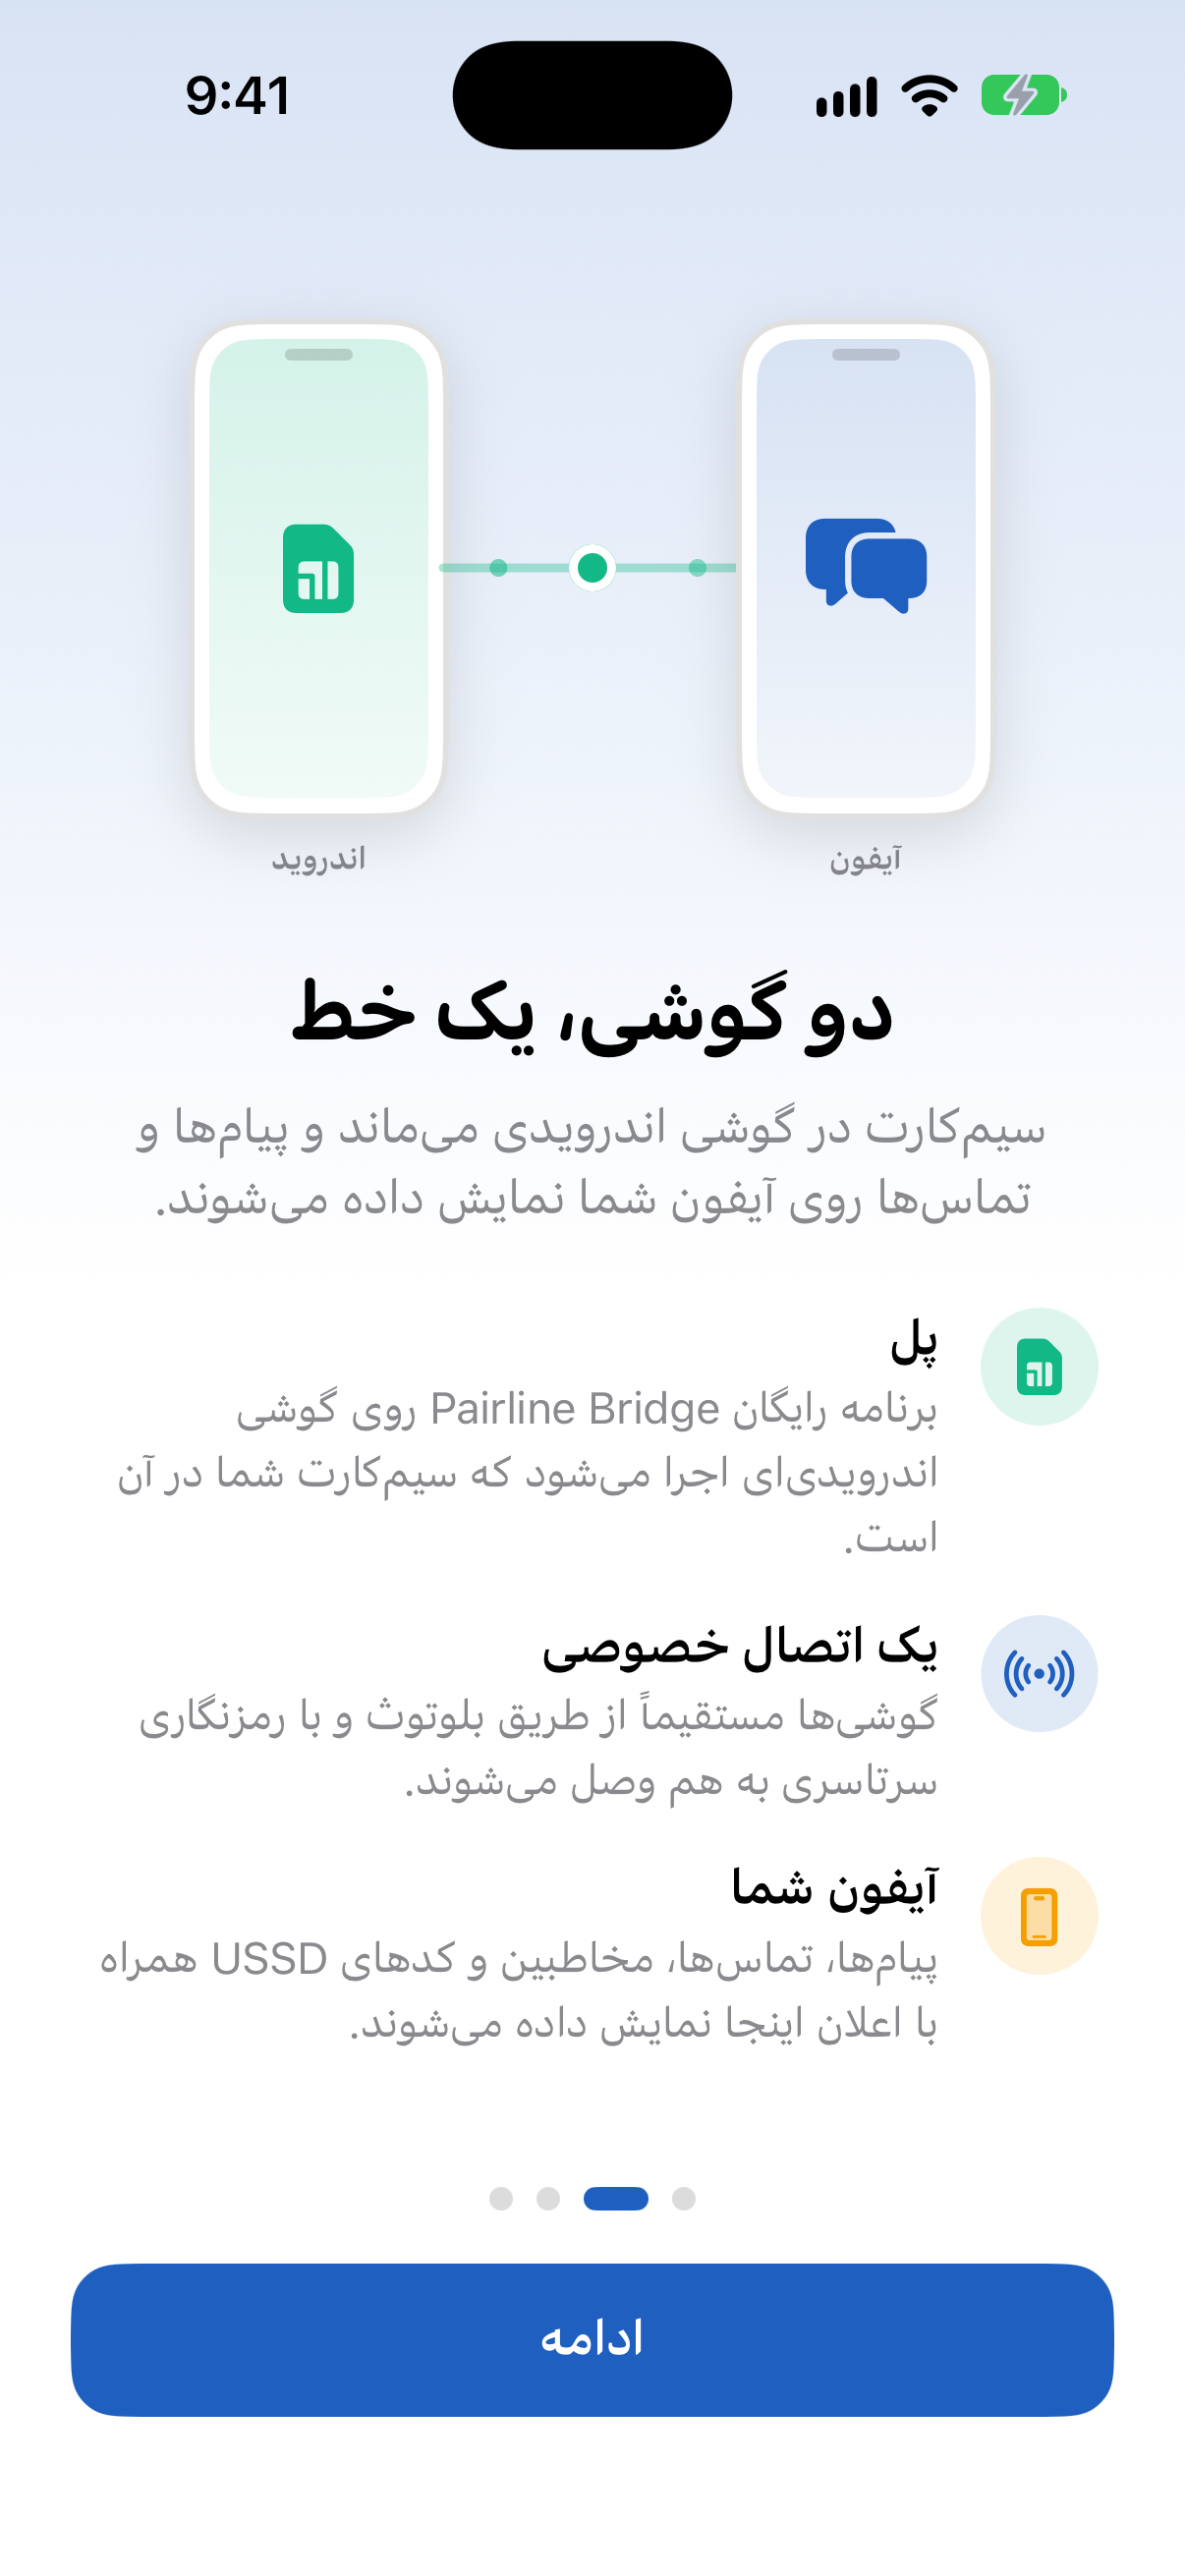 9:41
آیفون
اندروید
دو گوشی، یک خط
سیم‌کارت در گوشی اندرویدی می‌ماند و پیام‌ها و
تماس‌ها روی آیفون شما نمایش داده می‌شوند.
پل
برنامه رایگان Pairline Bridge روی گوشی
اندرویدی‌ای اجرا می‌شود که سیم‌کارت شما در آن
است.
یک اتصال خصوصی
گوشی‌ها مستقیماً از طریق بلوتوث و با رمزنگاری
سرتاسری به هم وصل می‌شوند.
آیفون شما
پیام‌ها، تماس‌ها، مخاطبین و کدهای USSD همراه
با اعلان اینجا نمایش داده می‌شوند.
ادامه